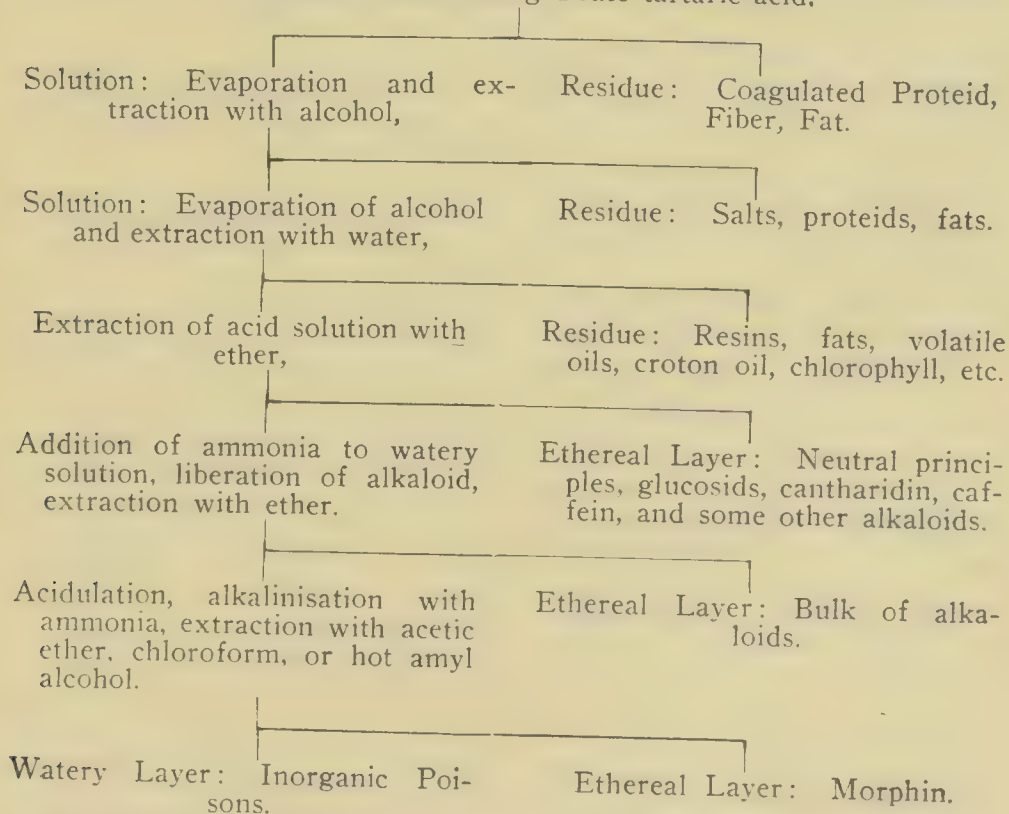 tartaric acid.
Solution: Evaporation and ex-
traction with alcohol,
Residue: Coagulated Proteid,
Fiber, Fat.
Solution: Evaporation of alcohol
and extraction with water,
Residue: Salts, proteids, fats.
Extraction of acid solution with
ether,
Residue: Resins, fats, volatile
oils, croton oil, chlorophyll, etc.
Addition of ammonia to watery
solution, liberation of alkaloid,
extraction with ether.
Ethereal Layer: Neutral princi-
ples, glucosids, cantharidin, caf-
fein, and some other alkaloids.
Acidulation, alkalinisation with
ammonia, extraction with acetic
ether, chloroform, or hot amyl
alcohol.
Ethereal Layer: Bulk of alka-
loids.
Watery Layer: Inorganic Poi-
sons.
Ethereal Layer: Morphin.